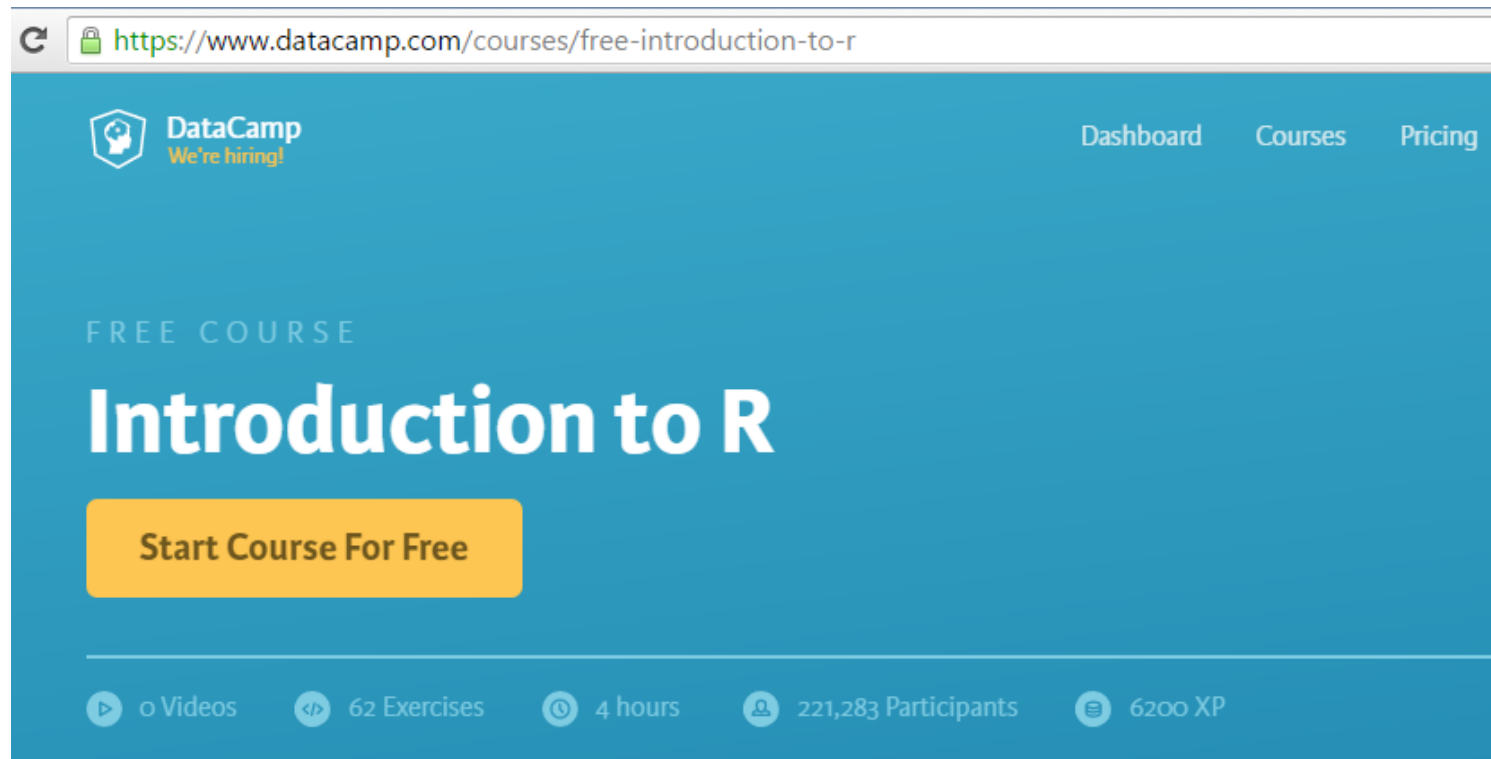 https://www.datacamp.com/courses/free-introduction-to-r
DataCamp
We're hiring!
Dashboard Courses Pricing
FREE COURSE
Introduction to R
Start Course For Free
0 Videos 62 Exercises 4 hours 221,283 Participants 6200 XP